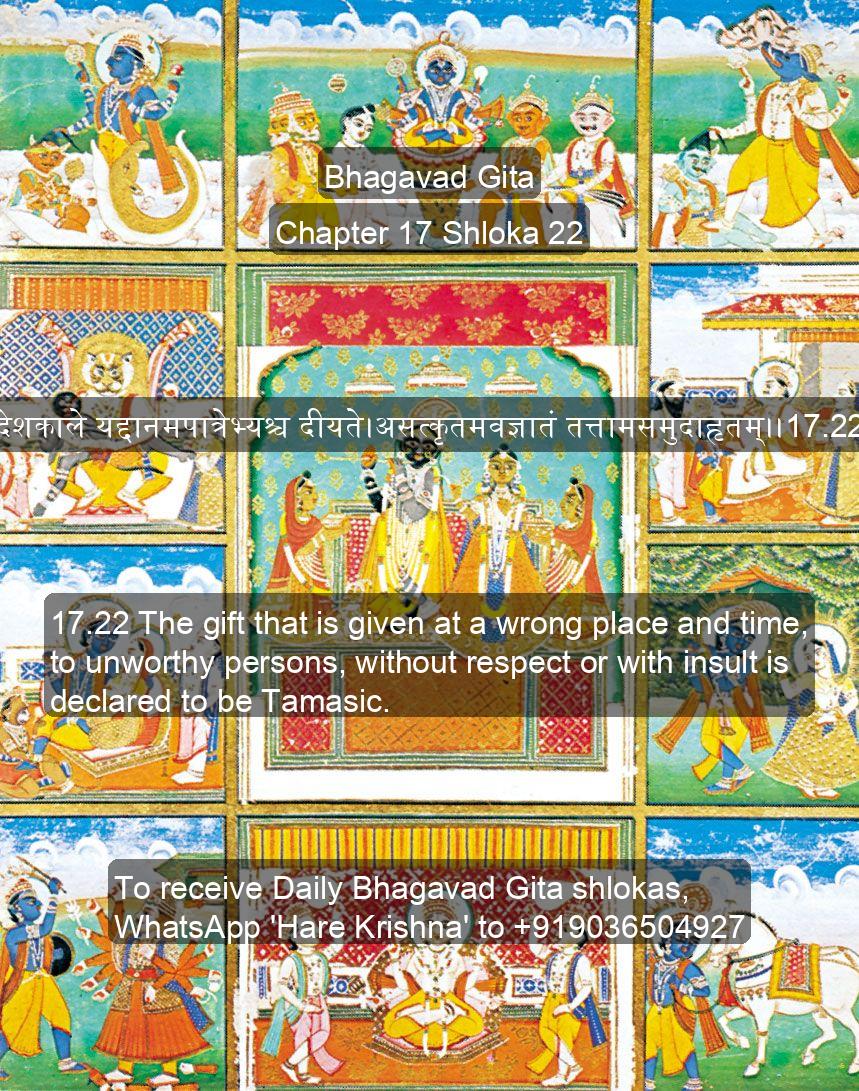 Bhagavad Gita
Chapter 17 Shloka 22
देशकाले यद्दानमपात्रेभ्यश्च दीयते।असत्कृतमवज्ञातं तत्तामसमुदाहृतम्।।17.22
17.22 The gift that is given at a wrong place and time,
to unworthy persons, without respect or with insult is
declared to be Tamasic.
To receive Daily Bhagavad Gita shlokas,
WhatsApp 'Hare Krishna' to +919036504927